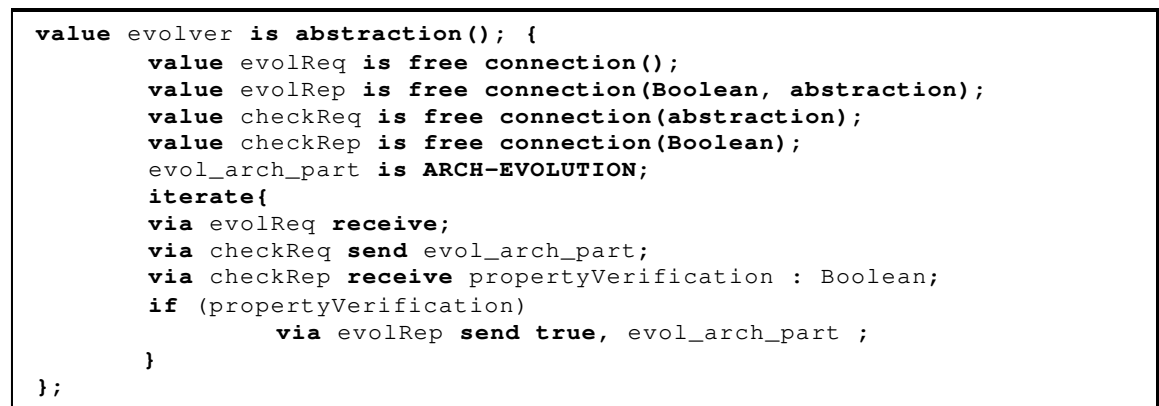 value evolver is abstraction(); {
value evolReq is free connection();
value evolRep is free connection(Boolean, abstraction);
value checkReq is free connection(abstraction);
value checkRep is free connection(Boolean);
evol_arch_part is ARCH-EVOLUTION;
iterate{
via evolReq receive;
via checkReq send evol_arch_part;
via checkRep receive propertyVerification : Boolean;
if (propertyVerification)
via evolRep send true, evol_arch_part ;
}
};